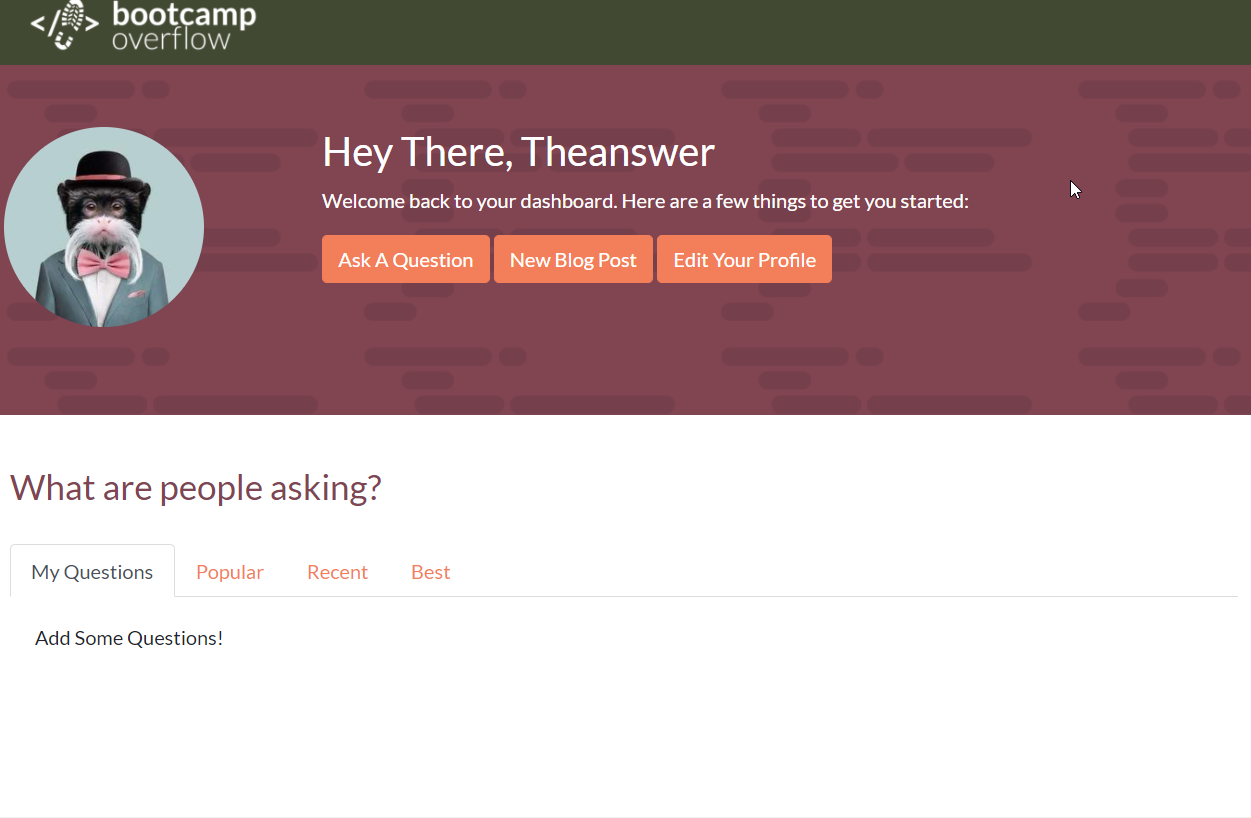 bootcamp
overflow
Hey There, Theanswer
Welcome back to your dashboard. Here are a few things to get you started:
Ask A Question New Blog Post Edit Your Profile
What are people asking?
My Questions Popular Recent Best
Add Some Questions!